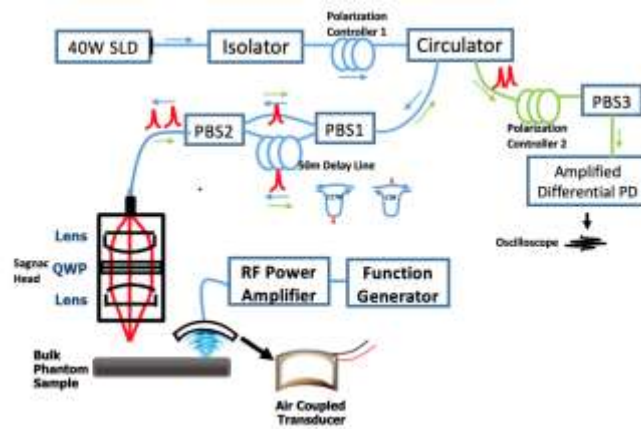 Polarization
Controller 1
40W SLD
Isolator
Circulator
PBS2
PBS1
PBS3
50m Delay Line
Polarization
Controller 2
Amplified
Differential PD
Oscilloscope
Lens
Sagnac
Head
QWP
Lens
RF Power
Amplifier
Function
Generator
Bulk
Phantom
Sample
Air Coupled
Transducer